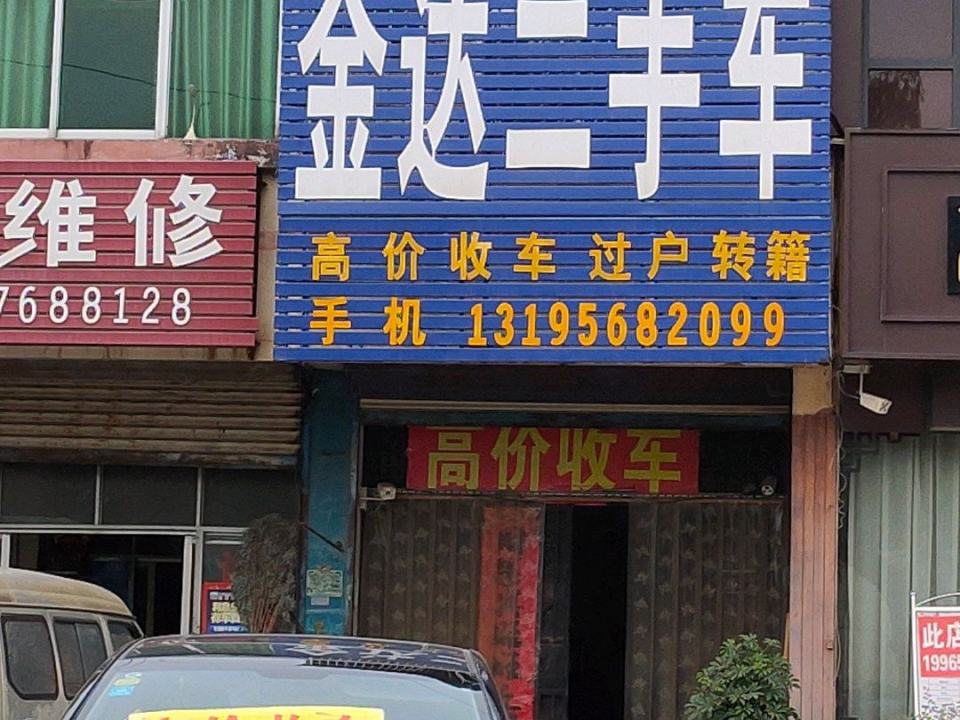 金达二手车
高价收车 过户转籍
手机 13195682099
维修
7688128
高价收车
此店
19965